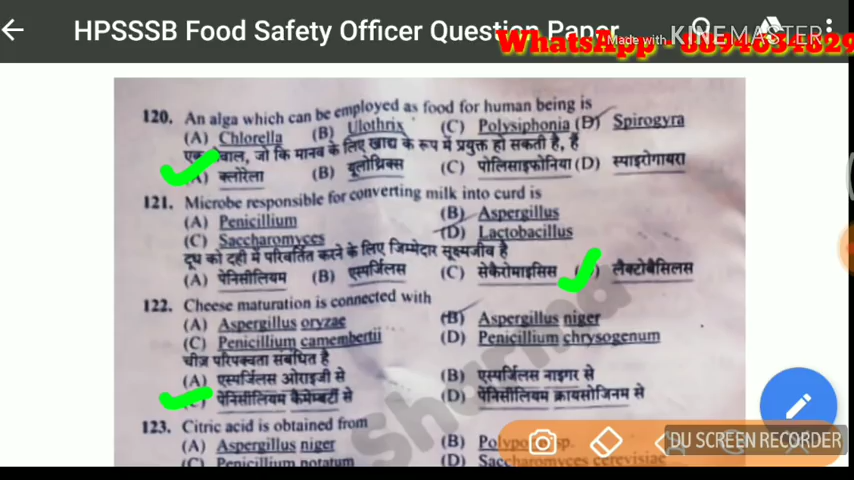 HPSSSB Food Safety Officer Question Paper
Made with KINEMASTER
WhatsApp - 8894634829
120. An alga which can be employed as food for human being is
(A) Chlorella (B) Ulothrix (C) Polysiphonia (D) Spirogyra
शैवाल, जो कि मानव के लिए खाद्य के रूप में प्रयुक्त हो सकती है, हैं
क्लोरेला (B) यूलोथ्रिक्स (C) पोलिसाइफोनिया (D) स्पाइरोगायरा
121. Microbe responsible for converting milk into curd is
(A) Penicillium (B) Aspergillus
(C) Saccharomyces (D) Lactobacillus
दूध को दही में परिवर्तित करने के लिए जिम्मेदार सूक्ष्मजीव है
(A) पेनिसीलियम (B) एस्पर्जिलस (C) सेकैरोमाइसिस लैक्टोबैसिलस
122. Cheese maturation is connected with
(A) Aspergillus oryzae (B) Aspergillus niger
(C) Penicillium camembertii (D) Penicillium chrysogenum
चीज़ परिपक्वता संबंधित है
(A) एस्पर्जिलस ओराइजी से (B) एस्पर्जिलस नाइगर से
पेनिसीलियम कैमेम्बर्टी से (D) पेनिसीलियम क्रायसोजिनम से
123. Citric acid is obtained from
(A) Aspergillus niger (B) sp.
(C) Penicillium notatum (D) Saccharomyces cerevisiae
Sharma
DU SCREEN RECORDER